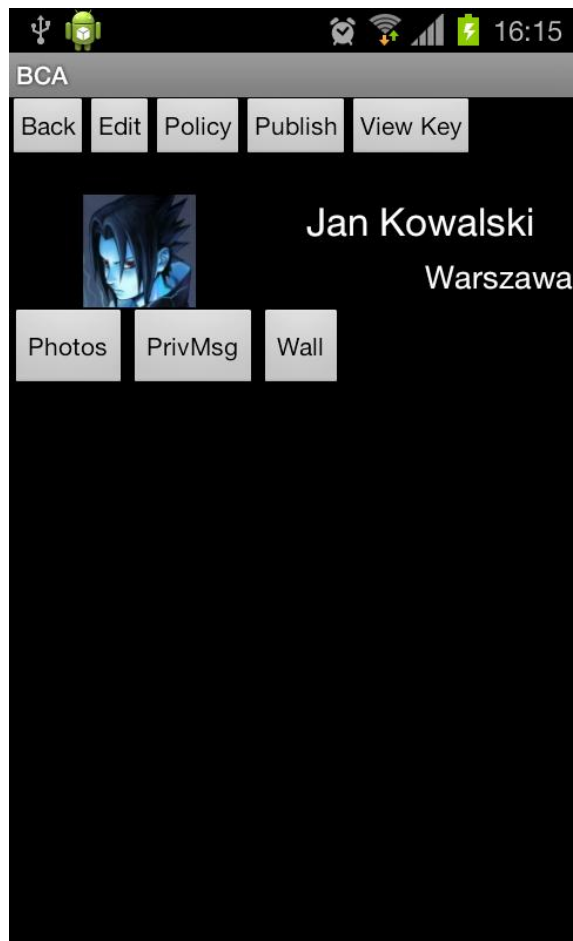 16:15
BCA
Back Edit Policy Publish View Key
Jan Kowalski
Warszawa
Photos PrivMsg Wall